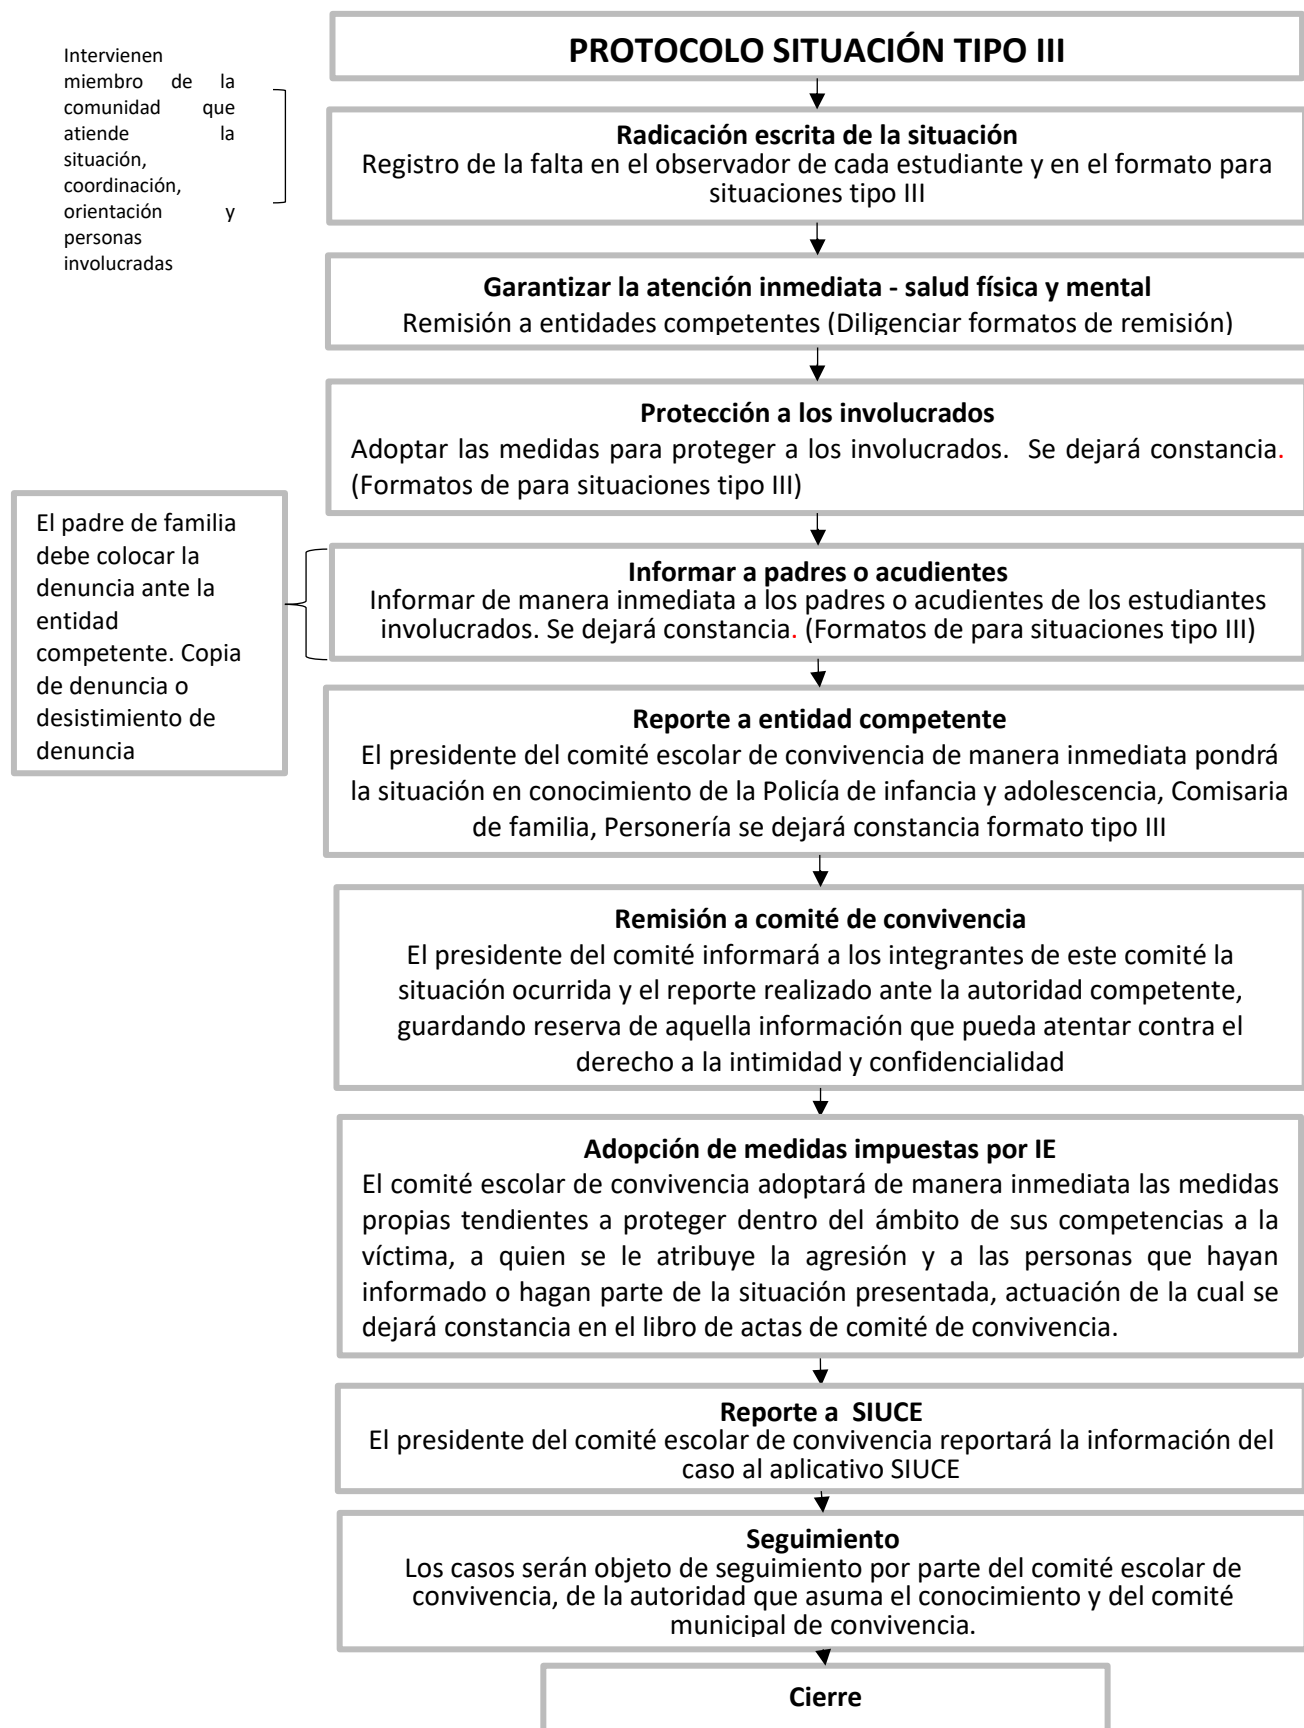 PROTOCOLO SITUACIÓN TIPO III
Intervienen
miembro de la
comunidad que
atiende la
situación,
coordinación,
orientación y
personas
involucradas
Radicación escrita de la situación
Registro de la falta en el observador de cada estudiante y en el formato para
situaciones tipo III
Garantizar la atención inmediata - salud física y mental
Remisión a entidades competentes (Diligenciar formatos de remisión)
Protección a los involucrados
Adoptar las medidas para proteger a los involucrados. Se dejará constancia.
(Formatos de para situaciones tipo III)
El padre de familia
debe colocar la
denuncia ante la
entidad
competente. Copia
de denuncia o
desistimiento de
denuncia
Informar a padres o acudientes
Informar de manera inmediata a los padres o acudientes de los estudiantes
involucrados. Se dejará constancia. (Formatos de para situaciones tipo III)
Reporte a entidad competente
El presidente del comité escolar de convivencia de manera inmediata pondrá
la situación en conocimiento de la Policía de infancia y adolescencia, Comisaria
de familia, Personería se dejará constancia formato tipo III
Remisión a comité de convivencia
El presidente del comité informará a los integrantes de este comité la
situación ocurrida y el reporte realizado ante la autoridad competente,
guardando reserva de aquella información que pueda atentar contra el
derecho a la intimidad y confidencialidad
Adopción de medidas impuestas por IE
El comité escolar de convivencia adoptará de manera inmediata las medidas
propias tendientes a proteger dentro del ámbito de sus competencias a la
víctima, a quien se le atribuye la agresión y a las personas que hayan
informado o hagan parte de la situación presentada, actuación de la cual se
dejará constancia en el libro de actas de comité de convivencia.
Reporte a SIUCE
El presidente del comité escolar de convivencia reportará la información del
caso al aplicativo SIUCE
Seguimiento
Los casos serán objeto de seguimiento por parte del comité escolar de
convivencia, de la autoridad que asuma el conocimiento y del comité
municipal de convivencia.
Cierre